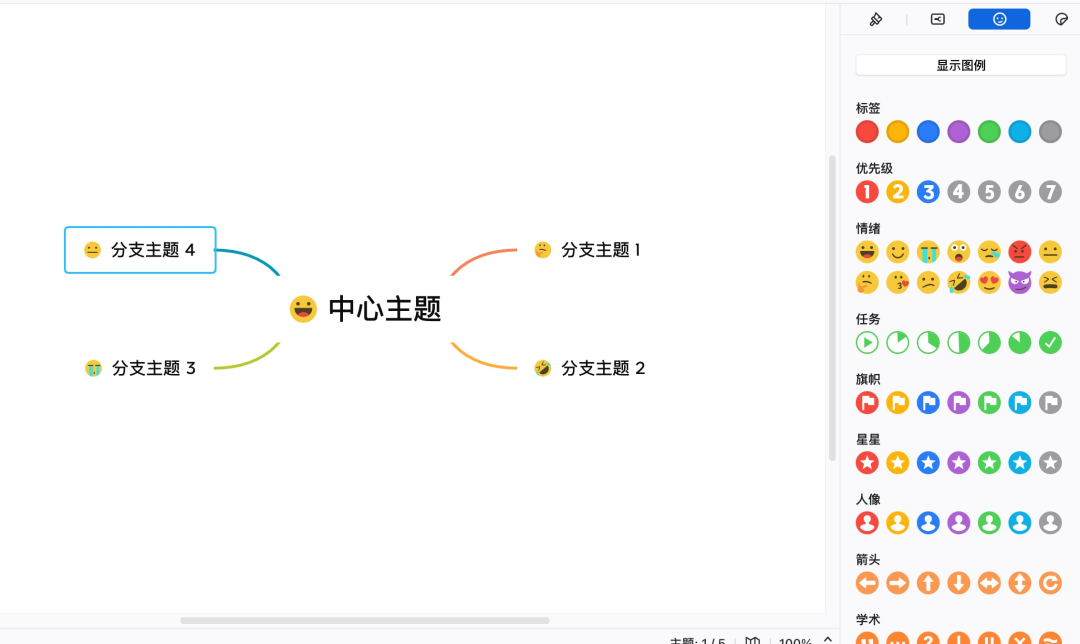 显示图例
标签
优先级
1 2 3 4 5 6 7
情绪
任务
旗帜
星星
人像
箭头
学术
分支主题 4
分支主题 1
中心主题
分支主题 3
分支主题 2
主题: 1 / 5
100%